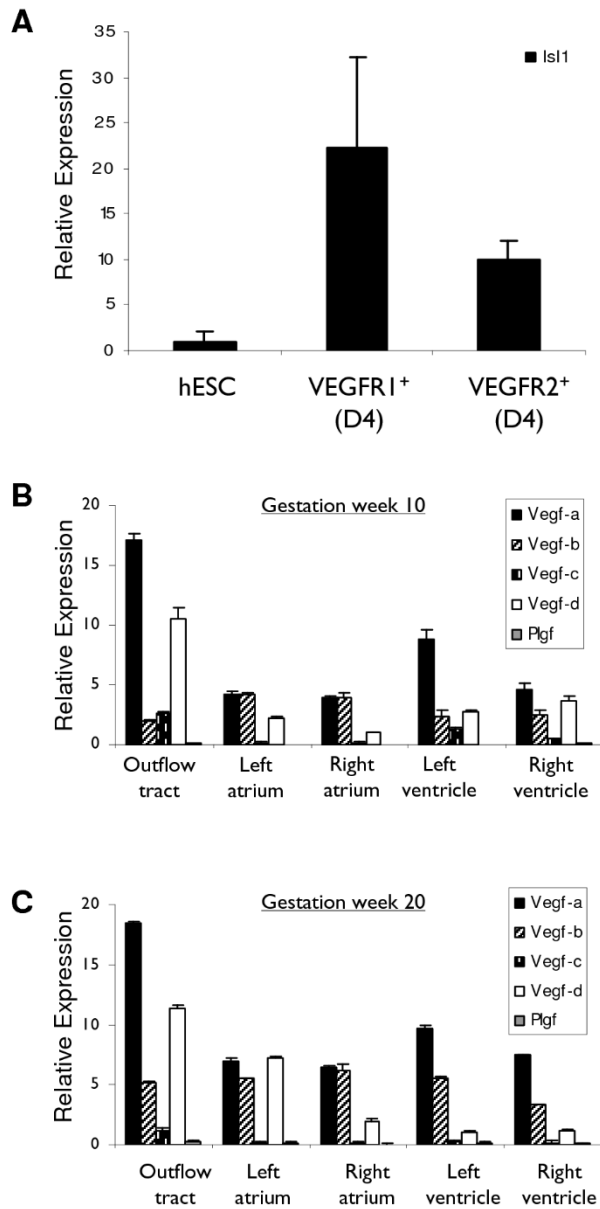 A
35
30
25
20
15
10
5
0
Relative Expression
Isl1
hESC
VEGFR1+
(D4)
VEGFR2+
(D4)
B
Gestation week 10
20
15
10
5
0
Relative Expression
Vegf-a
Vegf-b
Vegf-c
Vegf-d
Plgf
Outflow
tract
Left
atrium
Right
atrium
Left
ventricle
Right
ventricle
C
Gestation week 20
20
15
10
5
0
Relative Expression
Vegf-a
Vegf-b
Vegf-c
Vegf-d
Plgf
Outflow
tract
Left
atrium
Right
atrium
Left
ventricle
Right
ventricle